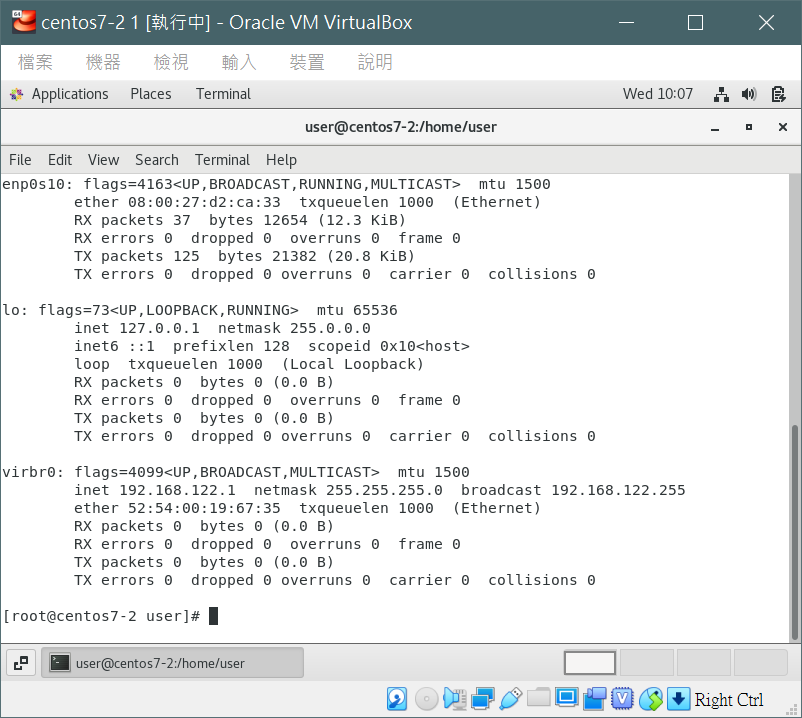 centos7-2 1 [執行中] - Oracle VM VirtualBox
檔案 機器 檢視 輸入 裝置 說明
Applications Places Terminal Wed 10:07
user@centos7-2:/home/user
File Edit View Search Terminal Help
enp0s10: flags=4163<UP,BROADCAST,RUNNING,MULTICAST>  mtu 1500
        ether 08:00:27:d2:ca:33  txqueuelen 1000  (Ethernet)
        RX packets 37  bytes 12654 (12.3 KiB)
        RX errors 0  dropped 0  overruns 0  frame 0
        TX packets 125  bytes 21382 (20.8 KiB)
        TX errors 0  dropped 0 overruns 0  carrier 0  collisions 0
lo: flags=73<UP,LOOPBACK,RUNNING>  mtu 65536
        inet 127.0.0.1  netmask 255.0.0.0
        inet6 ::1  prefixlen 128  scopeid 0x10<host>
        loop  txqueuelen 1000  (Local Loopback)
        RX packets 0  bytes 0 (0.0 B)
        RX errors 0  dropped 0  overruns 0  frame 0
        TX packets 0  bytes 0 (0.0 B)
        TX errors 0  dropped 0 overruns 0  carrier 0  collisions 0
virbr0: flags=4099<UP,BROADCAST,MULTICAST>  mtu 1500
        inet 192.168.122.1  netmask 255.255.255.0  broadcast 192.168.122.255
        ether 52:54:00:19:67:35  txqueuelen 1000  (Ethernet)
        RX packets 0  bytes 0 (0.0 B)
        RX errors 0  dropped 0  overruns 0  frame 0
        TX packets 0  bytes 0 (0.0 B)
        TX errors 0  dropped 0 overruns 0  carrier 0  collisions 0
[root@centos7-2 user]#
user@centos7-2:/home/user
Right Ctrl